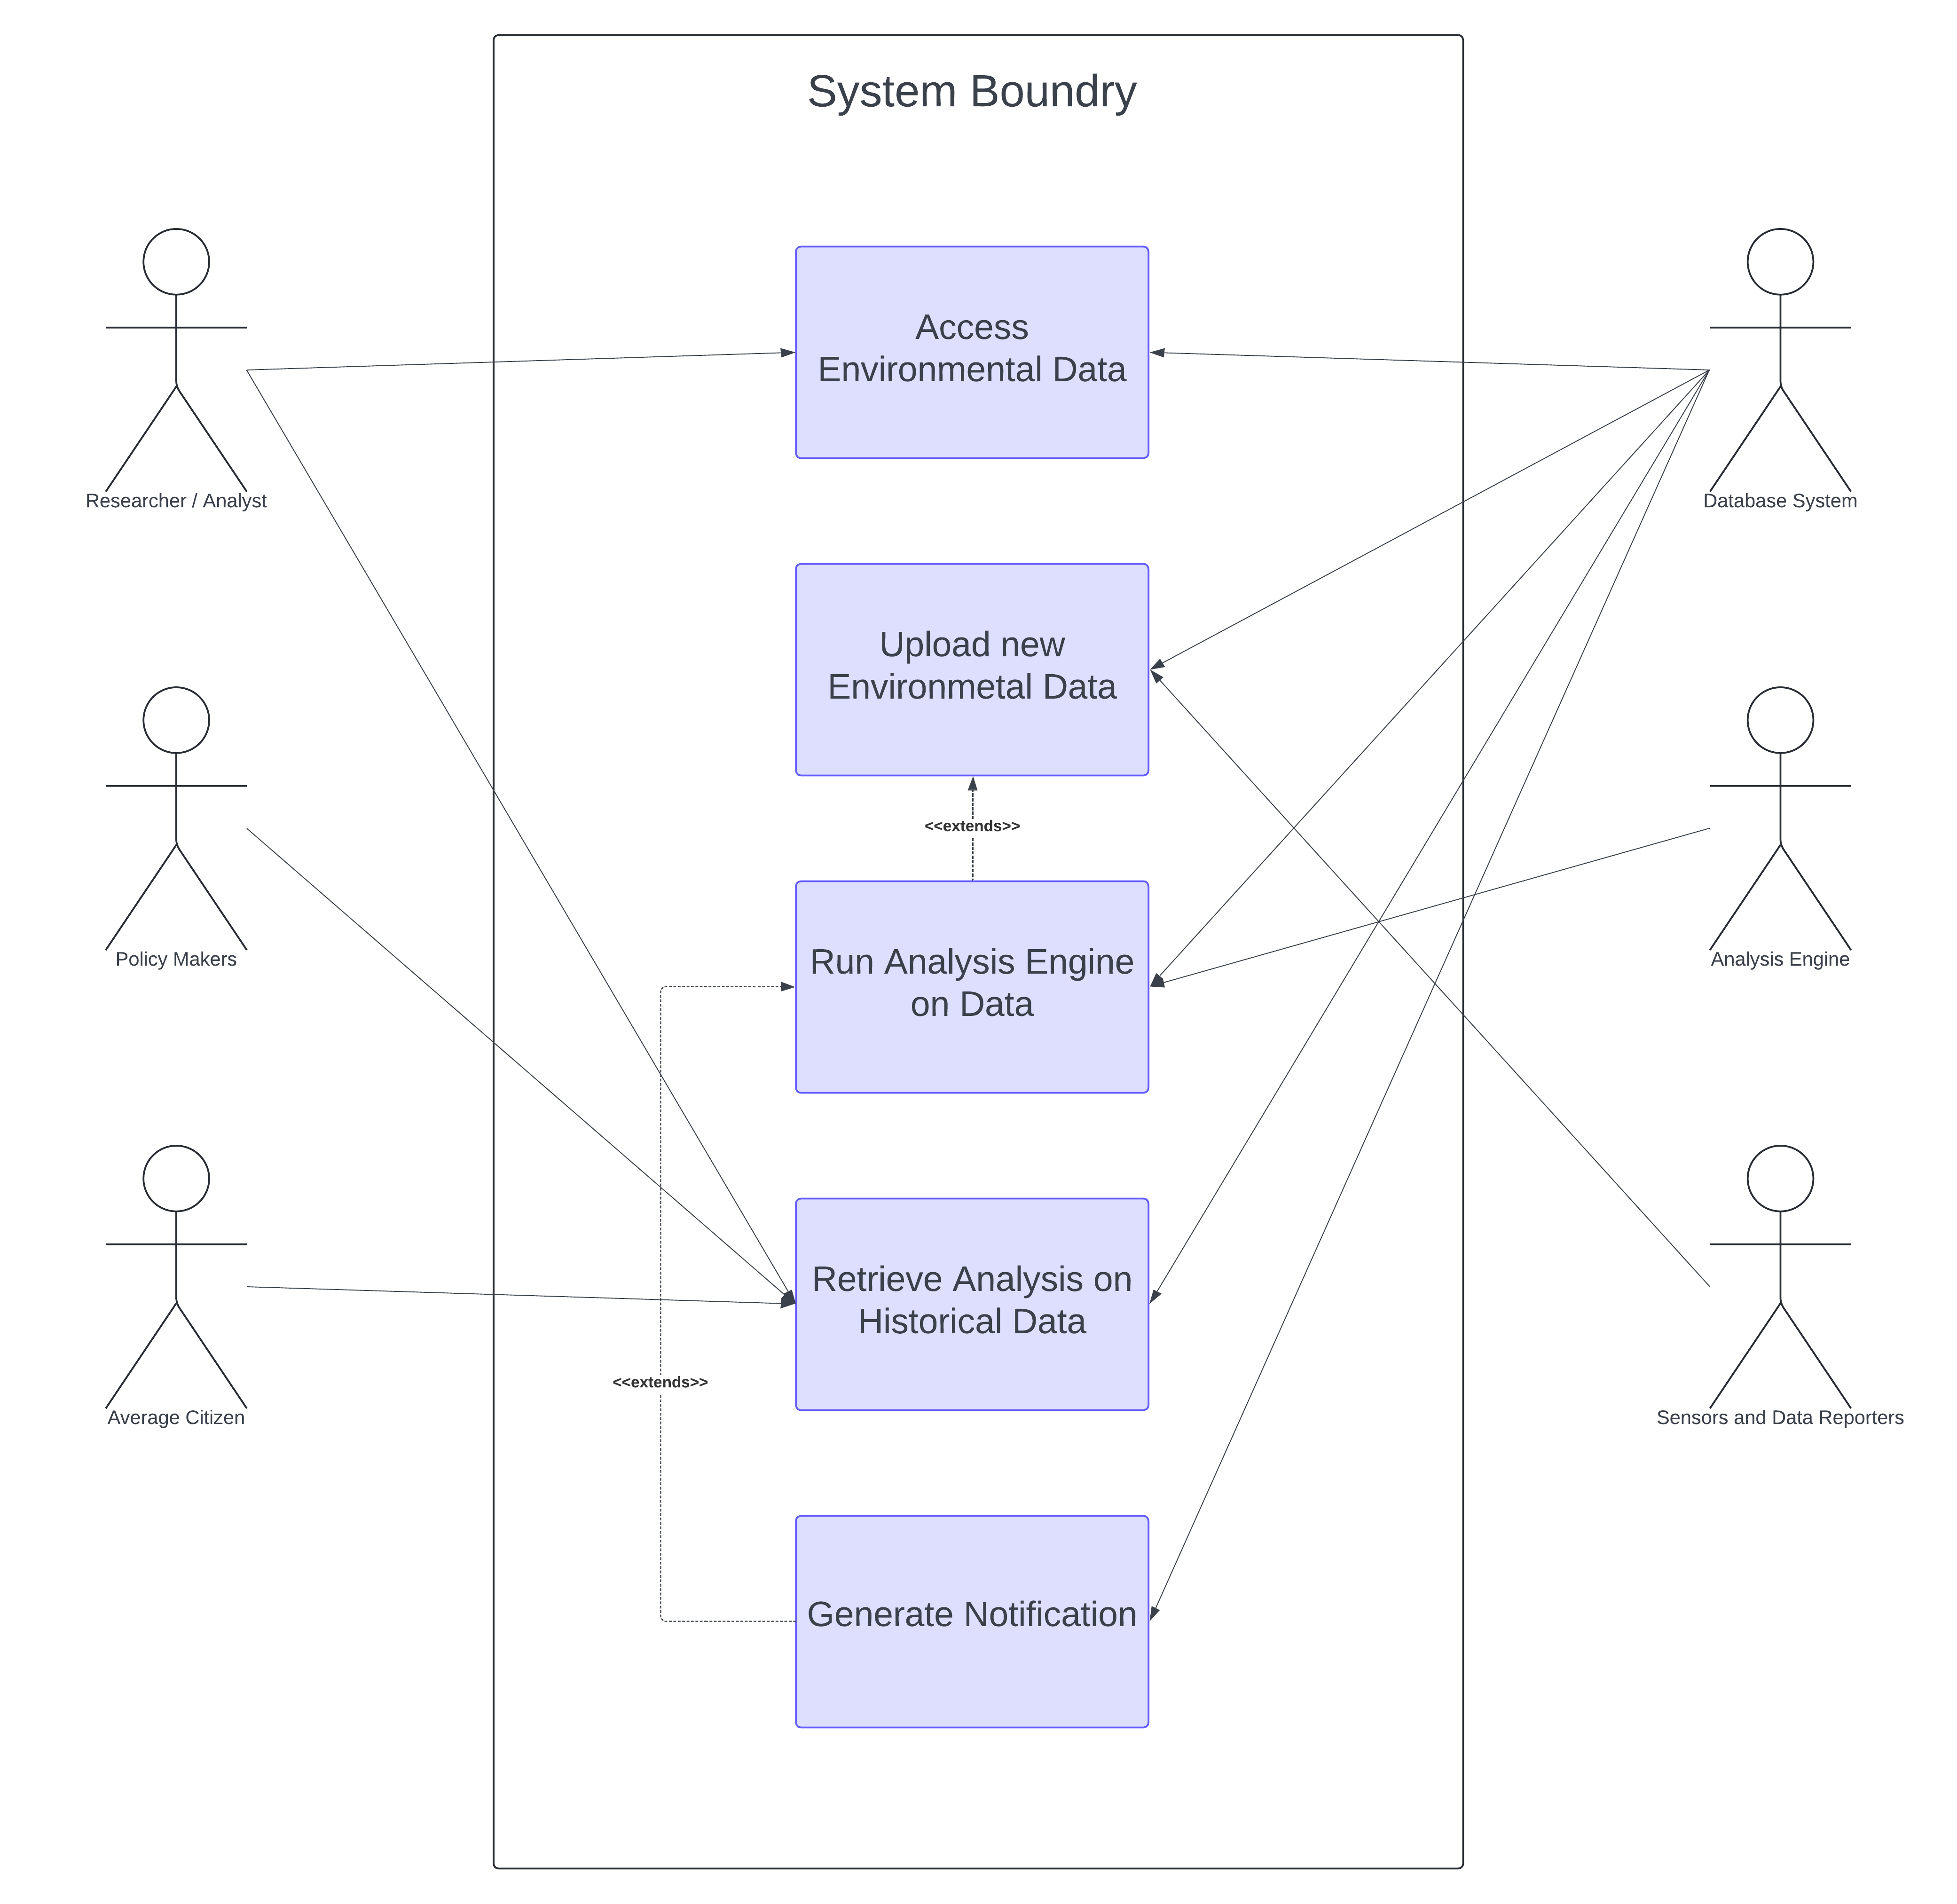 System Boundry
Access
Environmental Data
Researcher / Analyst
Database System
Upload new
Environmetal Data
<<extends>>
Policy Makers
Run Analysis Engine
on Data
Analysis Engine
Retrieve Analysis on
Historical Data
<<extends>>
Average Citizen
Sensors and Data Reporters
Generate Notification